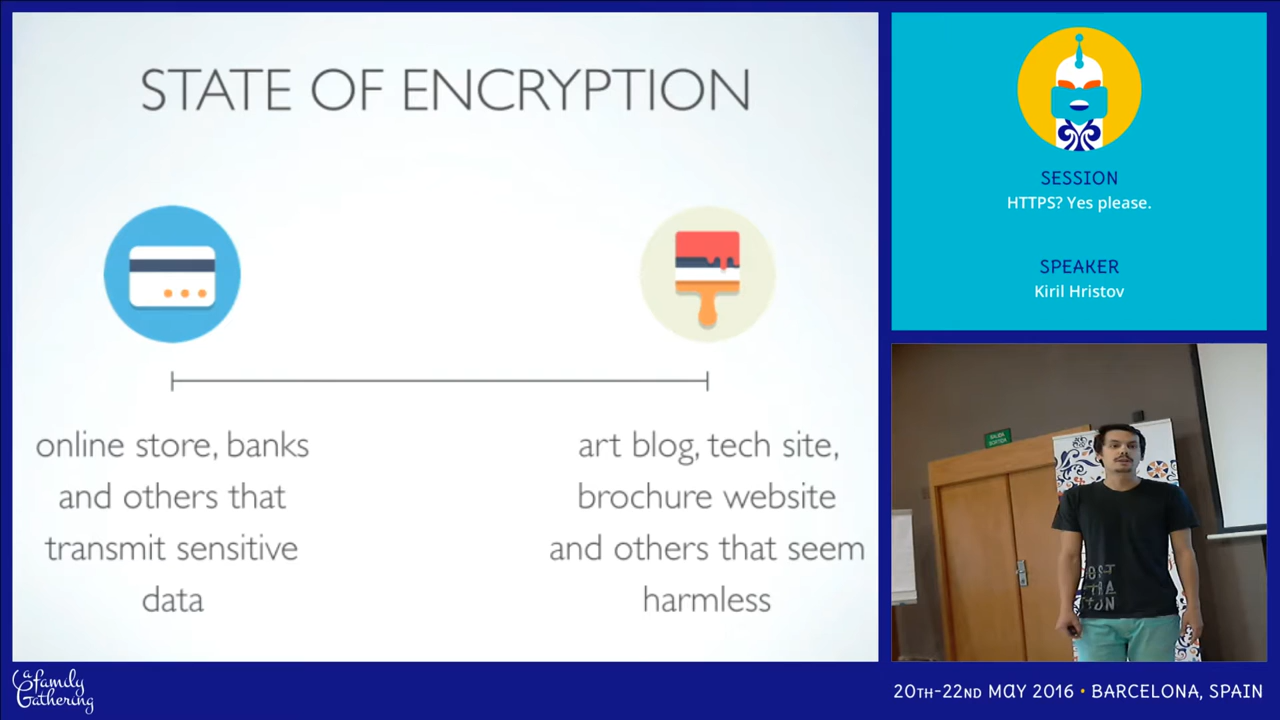 STATE OF ENCRYPTION
online store, banks
and others that
transmit sensitive
data
art blog, tech site,
brochure website
and others that seem
harmless
SESSION
HTTPS? Yes please.
SPEAKER
Kiril Hristov
SALIDA
a family
Gathering
20TH-22ND MAY 2016 • BARCELONA, SPAIN